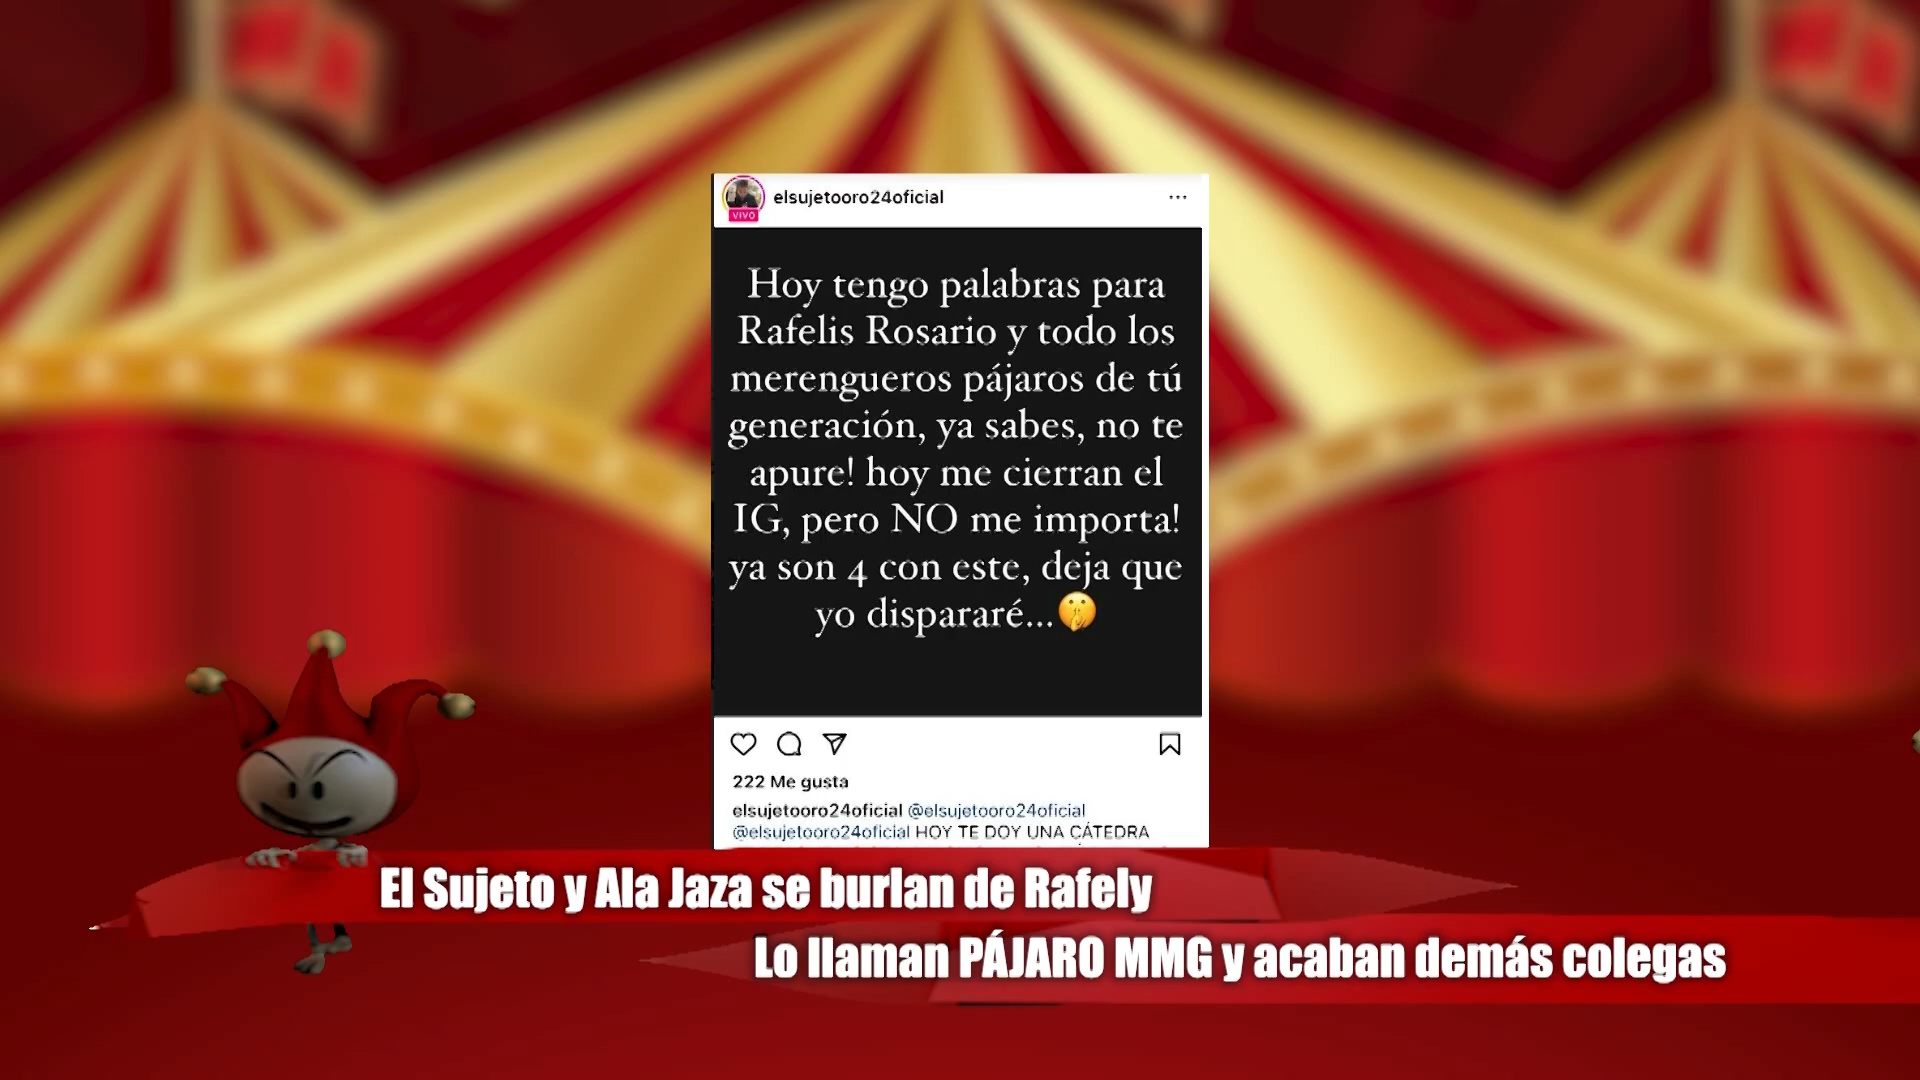 elsujetooro24oficial
VIVO
Hoy tengo palabras para
Rafelis Rosario y todo los
merengueros pájaros de tú
generación, ya sabes, no te
apure! hoy me cierran el
IG, pero NO me importa!
ya son 4 con este, deja que
yo dispararé...🤫
222 Me gusta
elsujetooro24oficial @elsujetooro24oficial
@elsujetooro24oficial HOY TE DOY UNA CÁTEDRA
El Sujeto y Ala Jaza se burlan de Rafely
Lo llaman PÁJARO MMG y acaban demás colegas